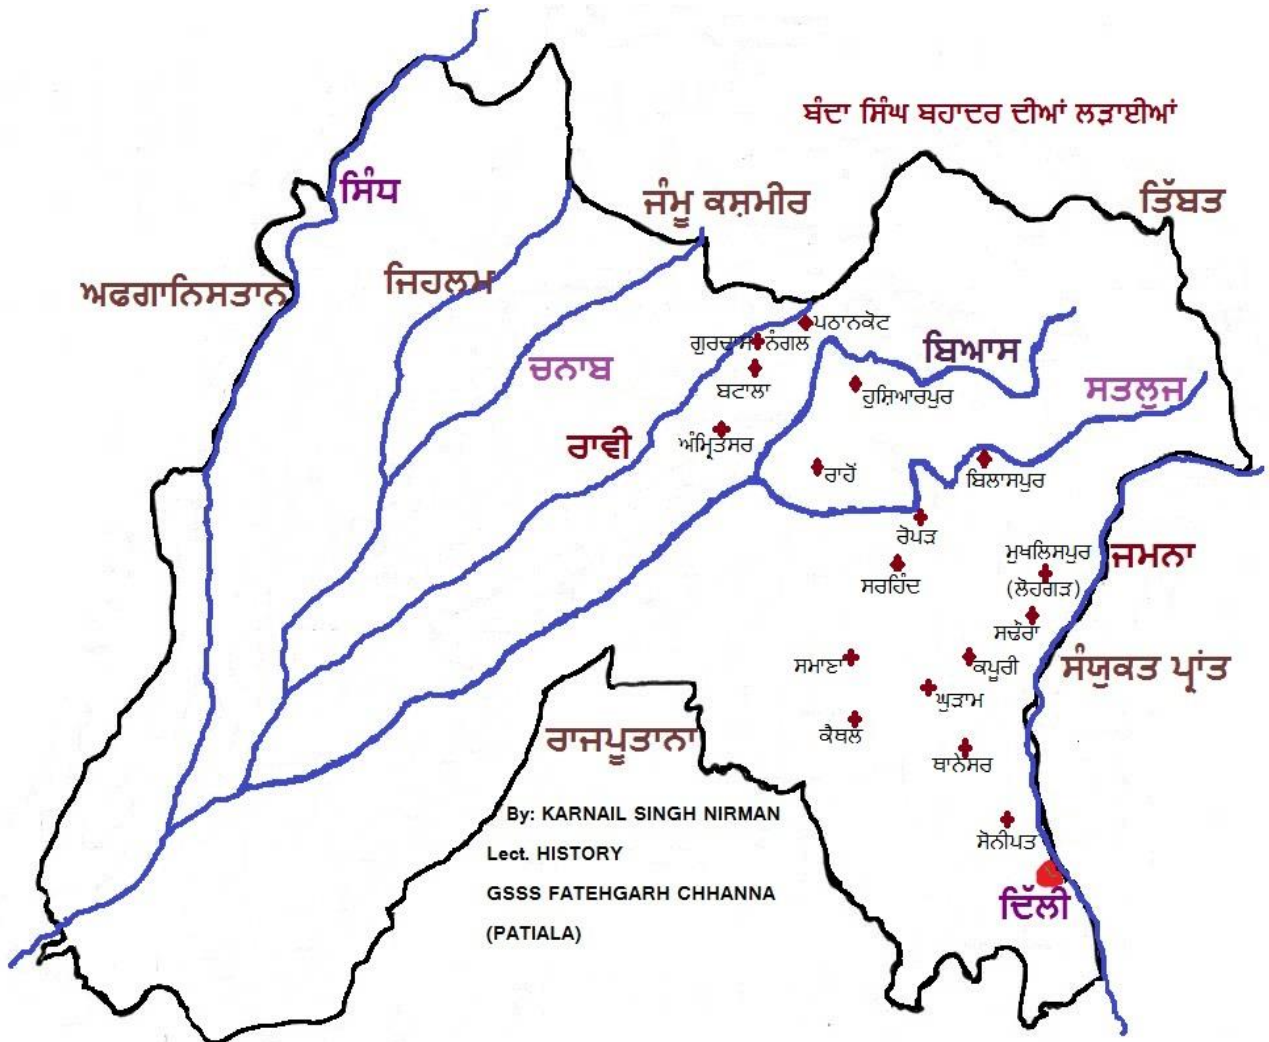 ਬੰਦਾ ਸਿੰਘ ਬਹਾਦਰ ਦੀਆਂ ਲੜਾਈਆਂ
ਸਿੰਧ
ਜੰਮੂ ਕਸ਼ਮੀਰ
ਤਿੱਬਤ
ਅਫਗਾਨਿਸਤਾਨ
ਜਿਹਲਮ
ਪਠਾਨਕੋਟ
ਗੁਰਦਾਸ ਨੰਗਲ
ਬਿਆਸ
ਚਨਾਬ
ਬਟਾਲਾ
ਹੁਸ਼ਿਆਰਪੁਰ
ਸਤਲੁਜ
ਰਾਵੀ
ਅੰਮ੍ਰਿਤਸਰ
ਰਾਹੋਂ
ਬਿਲਾਸਪੁਰ
ਰੋਪੜ
ਮੁਖਲਿਸਪੁਰ
(ਲੋਹਗੜ)
ਜਮਨਾ
ਸਰਹਿੰਦ
ਸਢੌਰਾ
ਸਮਾਣਾ
ਕਪੂਰੀ
ਸੰਯੁਕਤ ਪ੍ਰਾਂਤ
ਘੁੜਾਮ
ਕੈਥਲ
ਰਾਜਪੂਤਾਨਾ
ਥਾਨੇਸਰ
By: KARNAIL SINGH NIRMAN
ਸੋਨੀਪਤ
Lect. HISTORY
GSSS FATEHGARH CHHANNA
ਦਿੱਲੀ
(PATIALA)